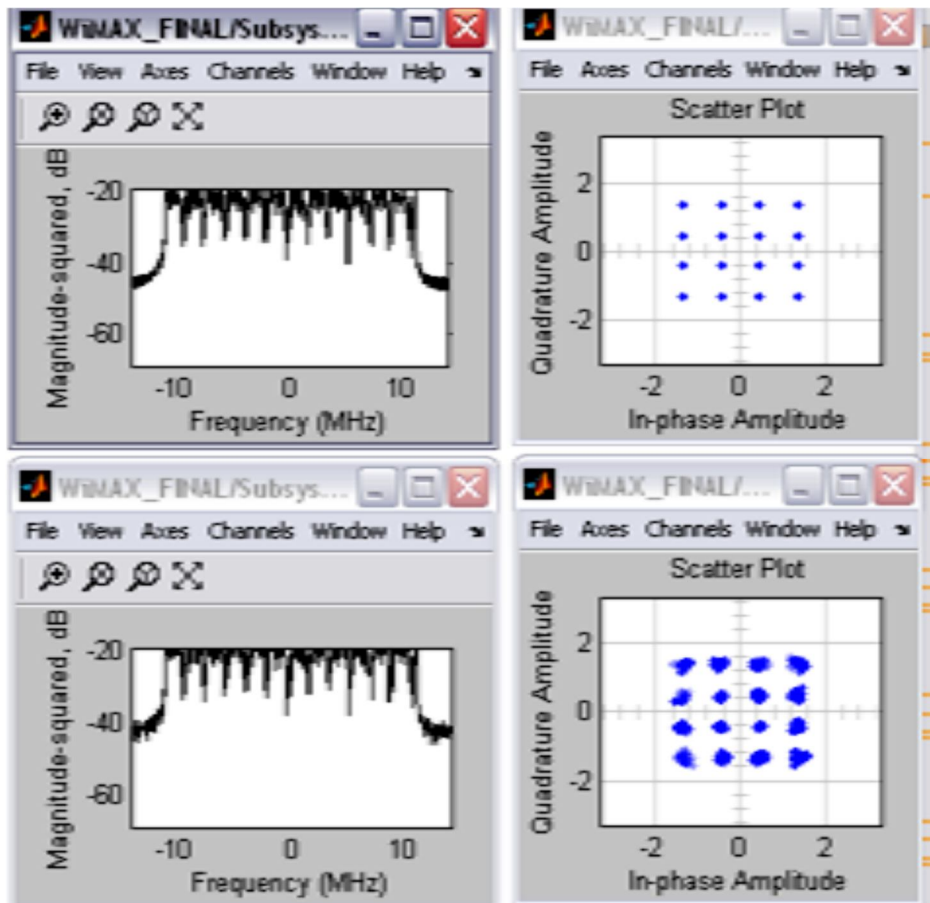 WiMAX_FINAL/Subsys...
File View Axes Channels Window Help
Magnitude-squared, dB
-20
-40
-60
-10 0 10
Frequency (MHz)
WiMAX_FINAL/...
File Axes Channels Window Help
Scatter Plot
Quadrature Amplitude
2
0
-2
-2 0 2
In-phase Amplitude
WiMAX_FINAL/Subsys...
File View Axes Channels Window Help
Magnitude-squared, dB
-20
-40
-60
-10 0 10
Frequency (MHz)
WiMAX_FINAL/...
File Axes Channels Window Help
Scatter Plot
Quadrature Amplitude
2
0
-2
-2 0 2
In-phase Amplitude